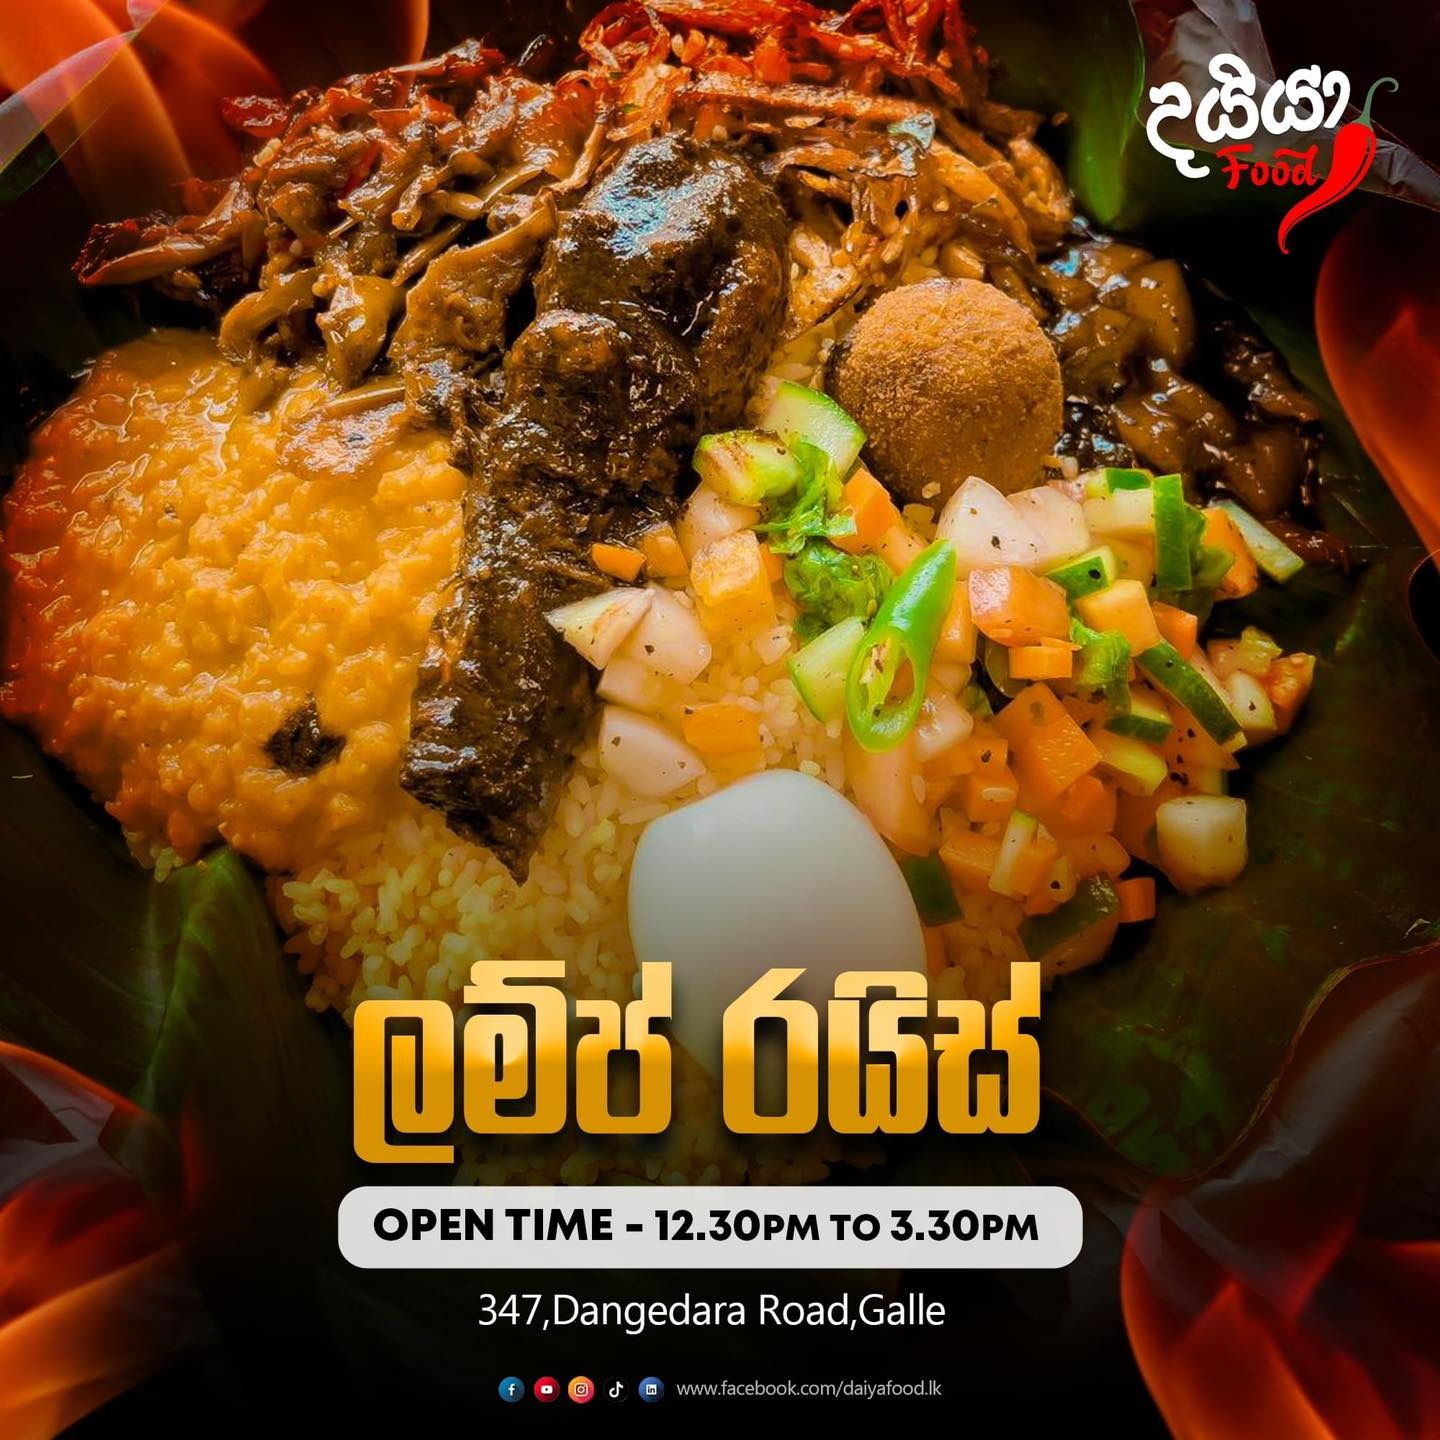 දයියා
Food
ලම්ප් රයිස්
OPEN TIME - 12.30PM TO 3.30PM
347,Dangedara Road,Galle
www.facebook.com/daiyafood.lk